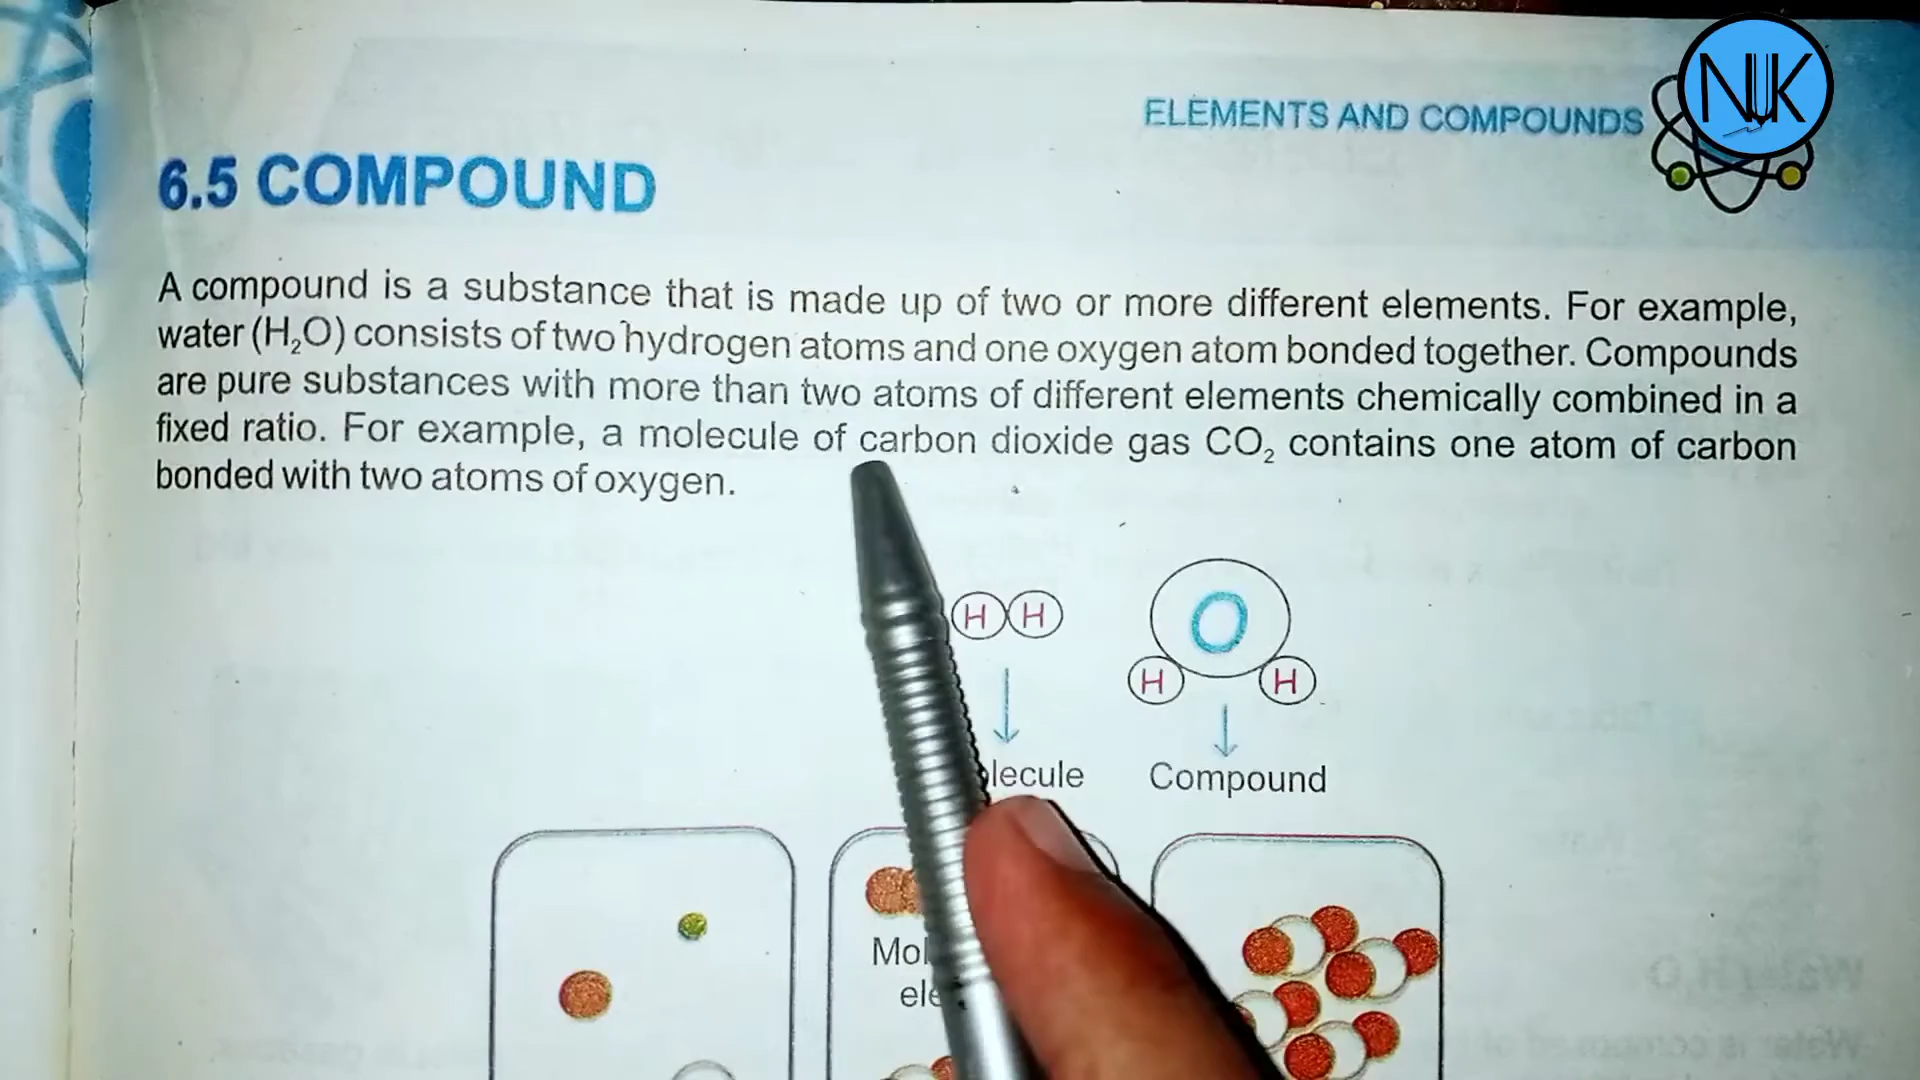 NUK
ELEMENTS AND COMPOUNDS
6.5 COMPOUND
A compound is a substance that is made up of two or more different elements. For example,
water (H₂O) consists of two hydrogen atoms and one oxygen atom bonded together. Compounds
are pure substances with more than two atoms of different elements chemically combined in a
fixed ratio. For example, a molecule of carbon dioxide gas CO₂ contains one atom of carbon
bonded with two atoms of oxygen.
H H
O
H H
Compound